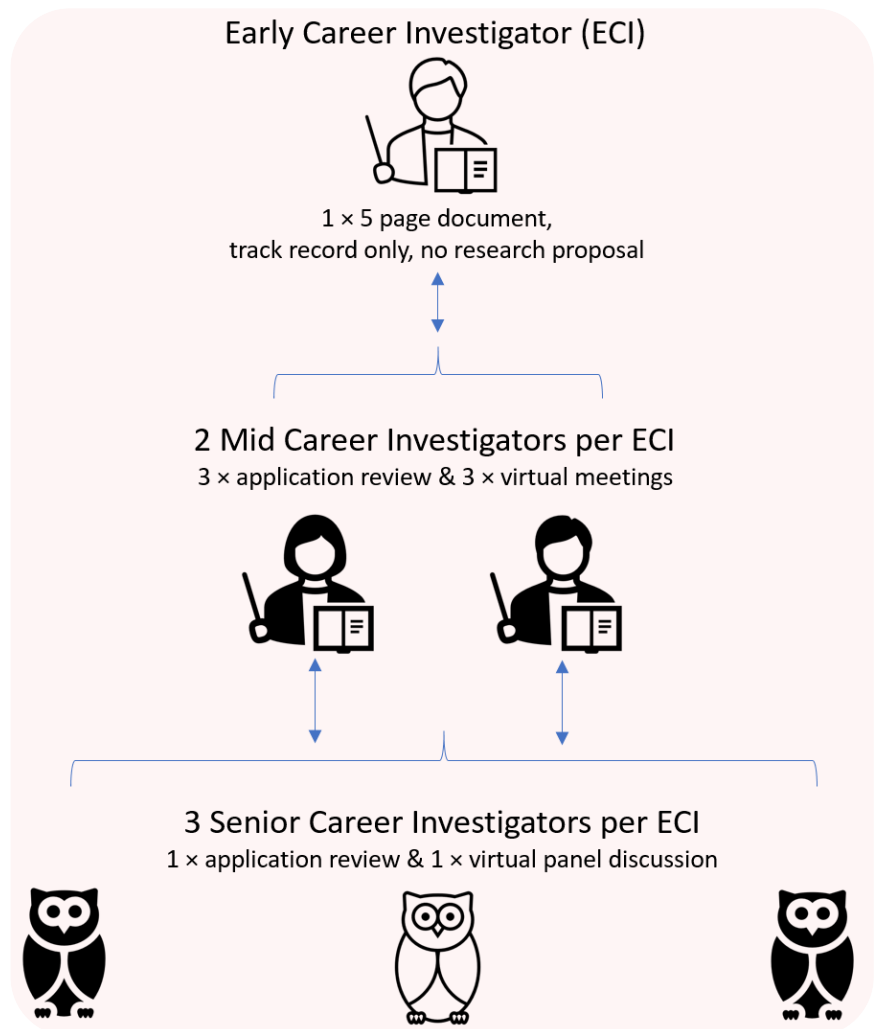 Early Career Investigator (ECI)
1 × 5 page document,
track record only, no research proposal
2 Mid Career Investigators per ECI
3 × application review & 3 × virtual meetings
3 Senior Career Investigators per ECI
1 × application review & 1 × virtual panel discussion